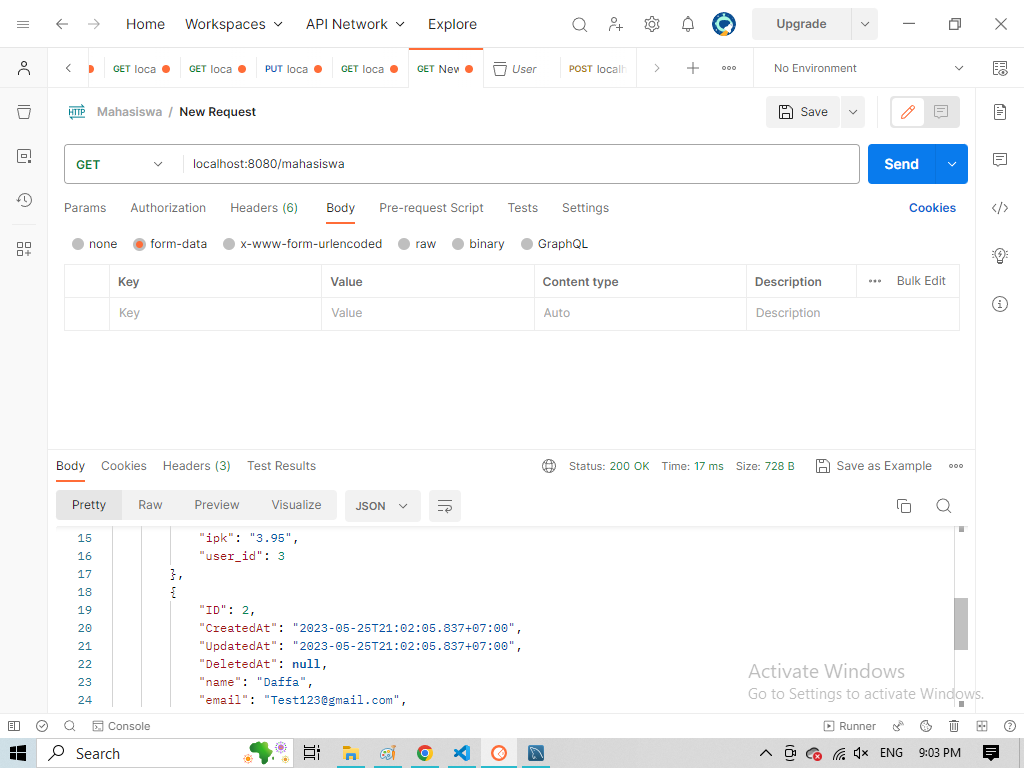 Home Workspaces API Network Explore Upgrade
GET loca GET loca PUT loca GET loca GET New User POST localh No Environment
HTTP Mahasiswa / New Request Save
GET localhost:8080/mahasiswa Send
Params Authorization Headers (6) Body Pre-request Script Tests Settings Cookies
none form-data x-www-form-urlencoded raw binary GraphQL
Key Value Content type Description Bulk Edit
Key Value Auto Description
Body Cookies Headers (3) Test Results Status: 200 OK Time: 17 ms Size: 728 B Save as Example
Pretty Raw Preview Visualize JSON
15 "ipk": "3.95",
16 "user_id": 3
17 },
18 {
19 "ID": 2,
20 "CreatedAt": "2023-05-25T21:02:05.837+07:00",
21 "UpdatedAt": "2023-05-25T21:02:05.837+07:00",
22 "DeletedAt": null,
23 "name": "Daffa",
24 "email": "Test123@gmail.com",
Activate Windows
Go to Settings to activate Windows.
Console Runner
Search ENG 9:03 PM